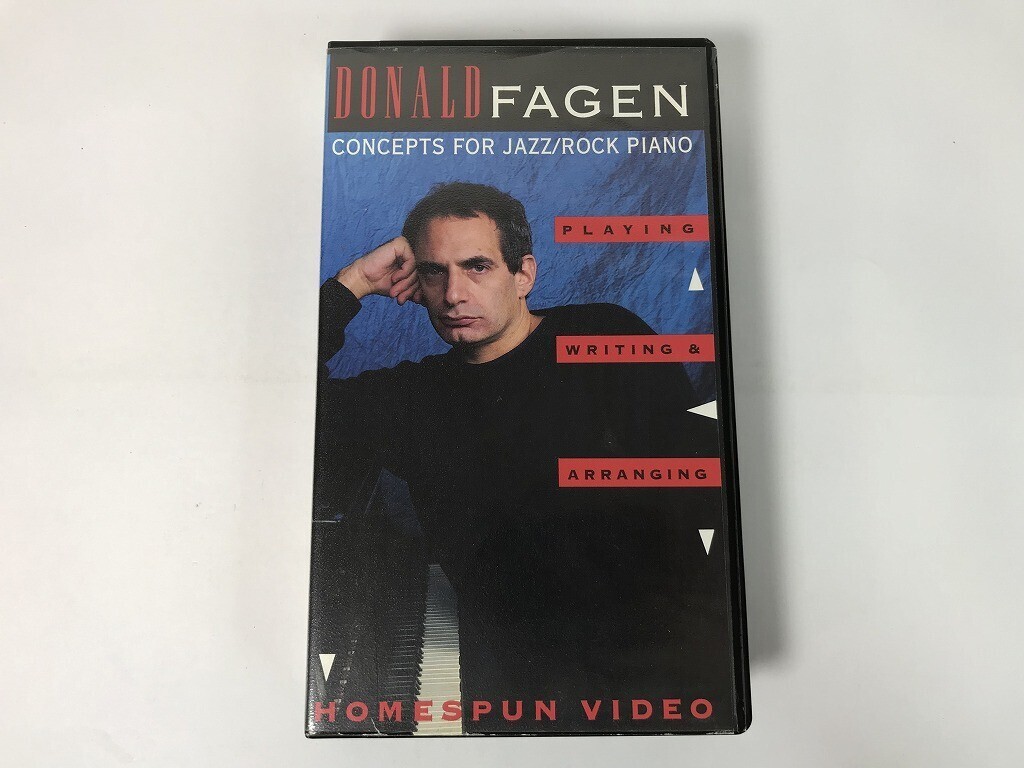 DONALD FAGEN
CONCEPTS FOR JAZZ/ROCK PIANO
PLAYING
WRITING &
ARRANGING
HOMESPUN VIDEO